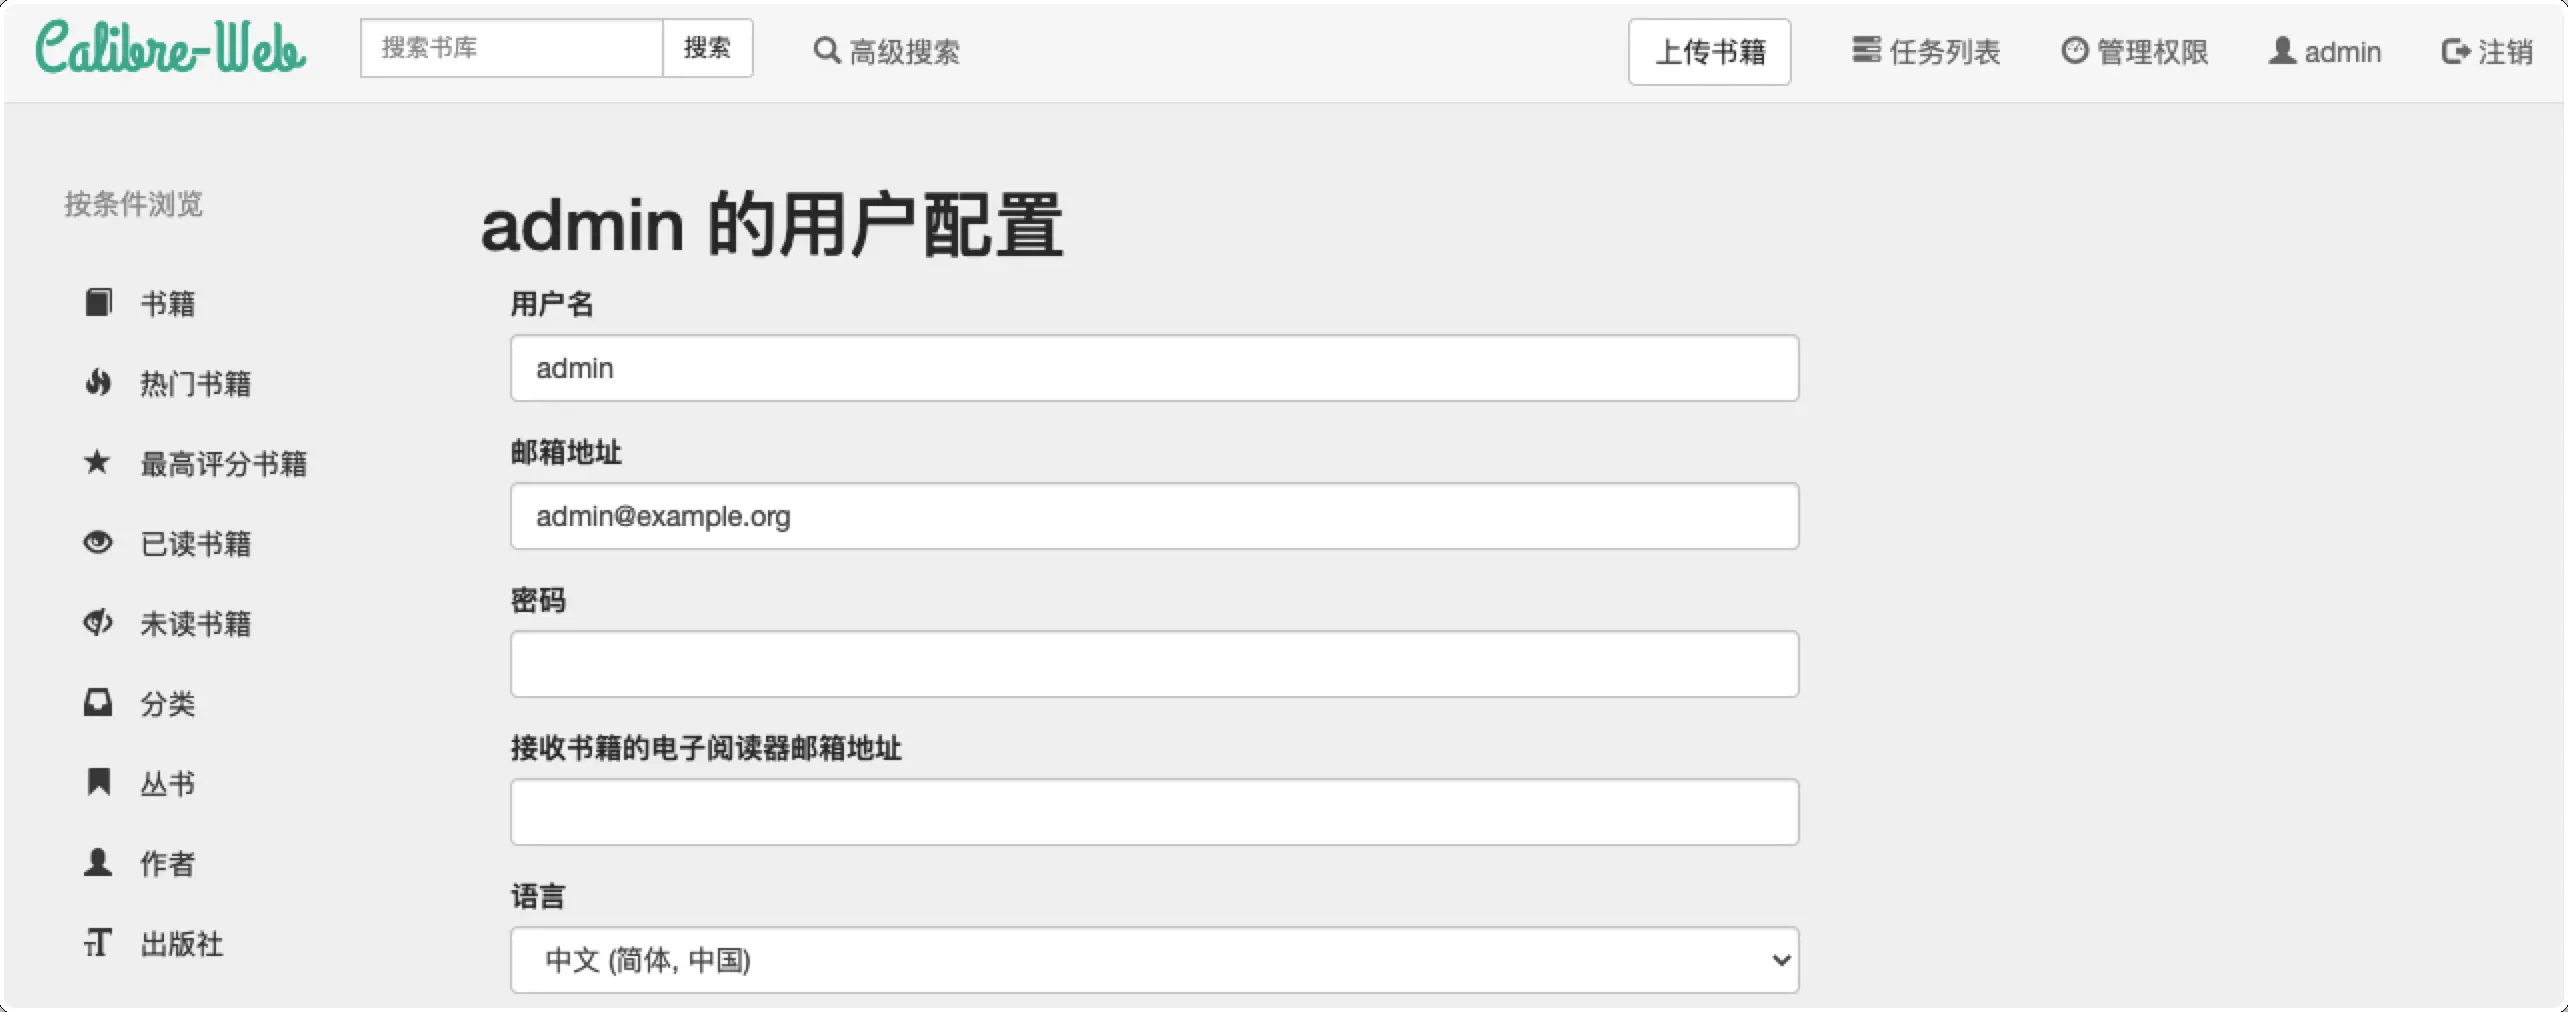 Calibre-Web
搜索书库
搜索
高级搜索
上传书籍
任务列表
管理权限
admin
注销
按条件浏览
书籍
热门书籍
最高评分书籍
已读书籍
未读书籍
分类
丛书
作者
出版社
admin 的用户配置
用户名
admin
邮箱地址
admin@example.org
密码
接收书籍的电子阅读器邮箱地址
语言
中文 (简体, 中国)